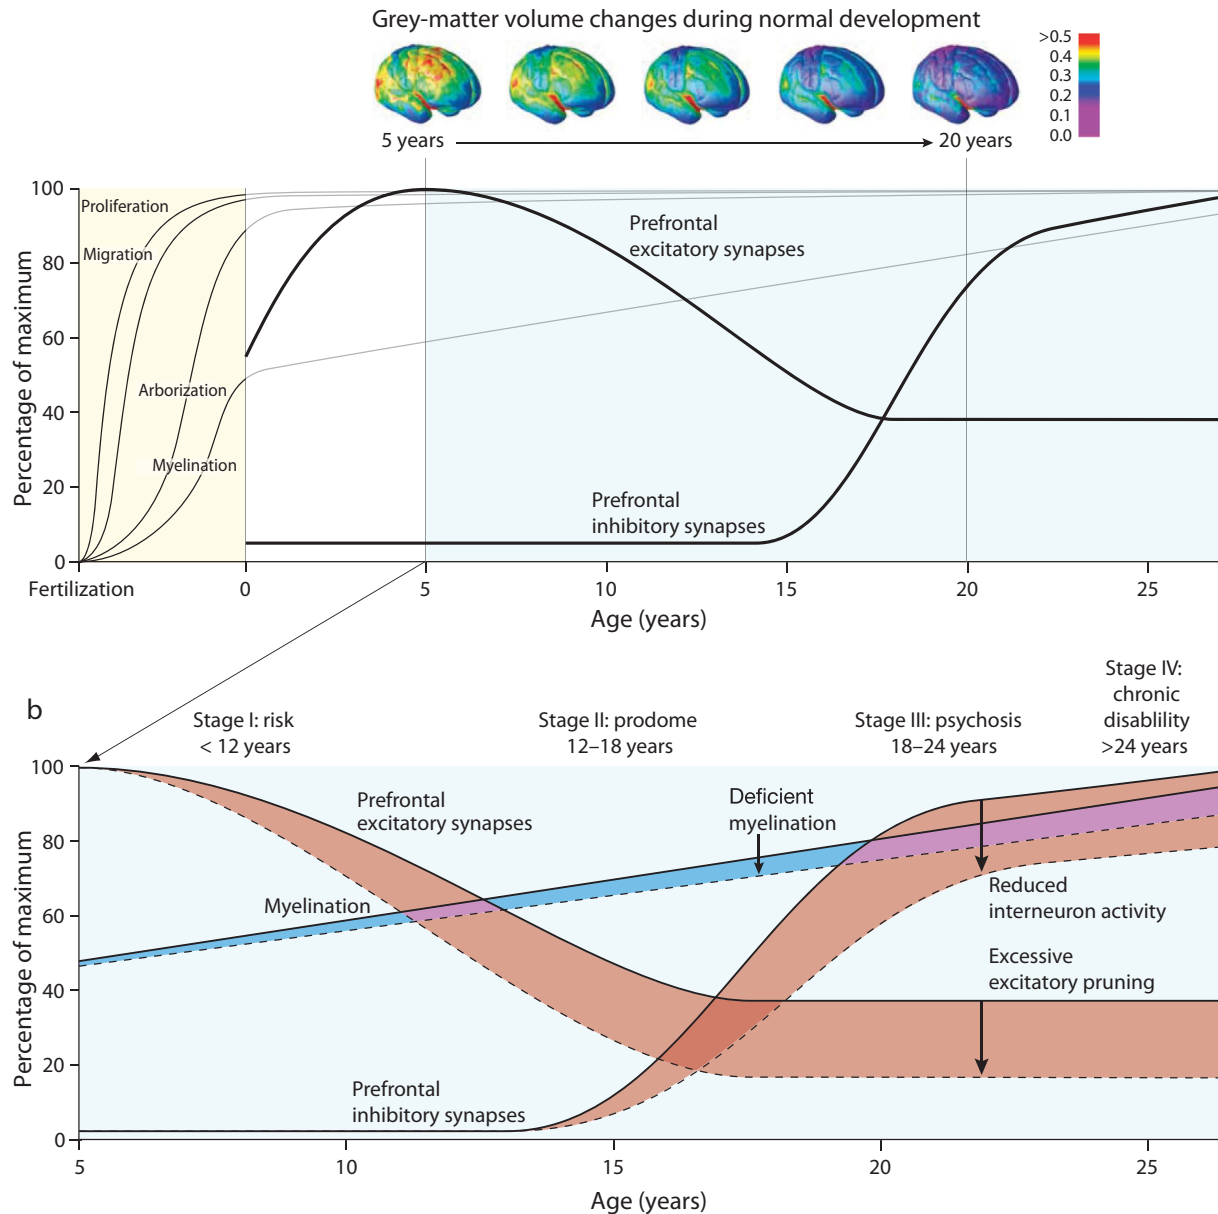 Grey-matter volume changes during normal development
>0.5
0.4
0.3
0.2
0.1
0.0
5 years
20 years
Percentage of maximum
100
80
60
40
20
0
Proliferation
Migration
Arborization
Myelination
Prefrontal
excitatory synapses
Prefrontal
inhibitory synapses
Fertilization
0
5
10
15
20
25
Age (years)
b
Stage I: risk
< 12 years
Stage II: prodome
12–18 years
Stage III: psychosis
18–24 years
Stage IV:
chronic
disablility
>24 years
Percentage of maximum
100
80
60
40
20
0
Prefrontal
excitatory synapses
Deficient
myelination
Myelination
Reduced
interneuron activity
Excessive
excitatory pruning
Prefrontal
inhibitory synapses
5
10
15
20
25
Age (years)